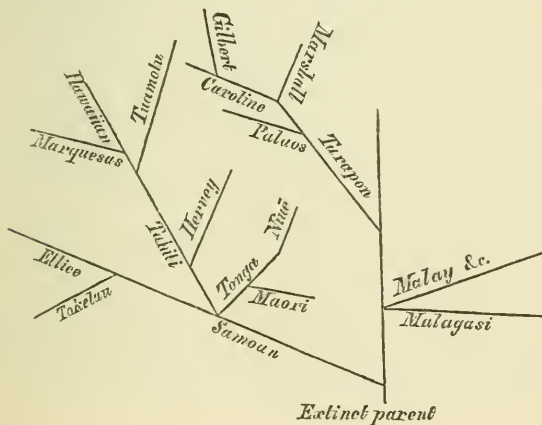 Gilbert
Marshall
Caroline
Hawaiian
Tuamotu
Marquesas
Palaos
Tarapon
Hervey
Niuē
Tahiti
Ellice
Tokelau
Tonga
Maori
Samoan
Malay &c.
Malagasi
Extinct parent